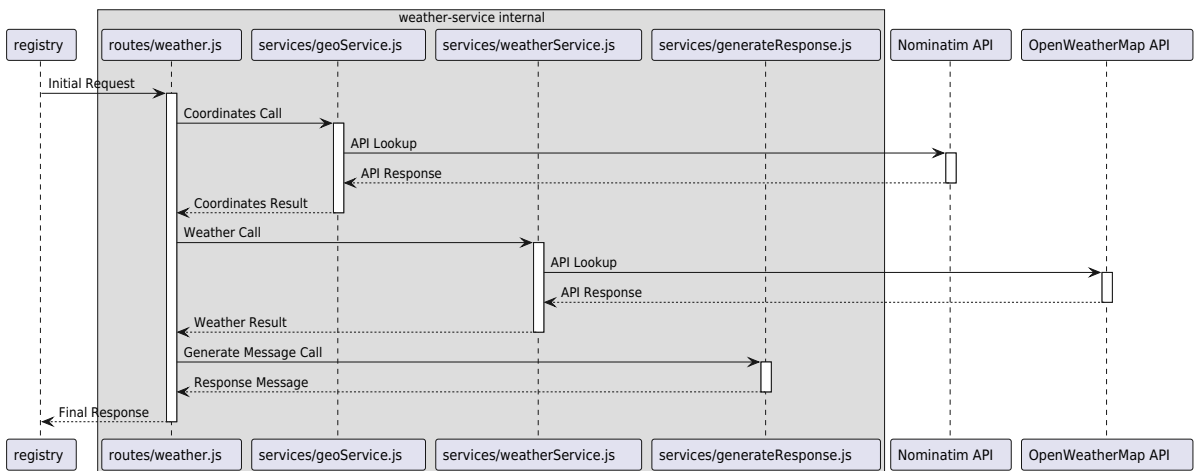 weather-service internal
registry
routes/weather.js
services/geoService.js
services/weatherService.js
services/generateResponse.js
Nominatim API
OpenWeatherMap API
Initial Request
Coordinates Call
API Lookup
API Response
Coordinates Result
Weather Call
API Lookup
API Response
Weather Result
Generate Message Call
Response Message
Final Response
registry
routes/weather.js
services/geoService.js
services/weatherService.js
services/generateResponse.js
Nominatim API
OpenWeatherMap API